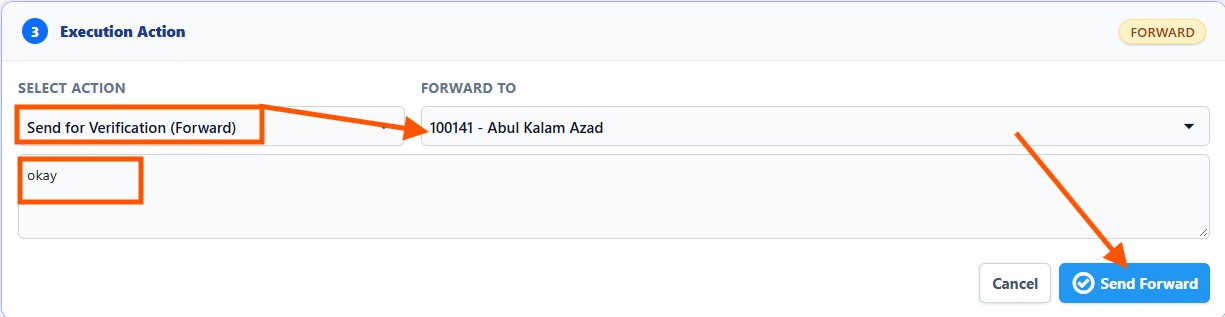 3 Execution Action FORWARD
SELECT ACTION FORWARD TO
Send for Verification (Forward) 100141 - Abul Kalam Azad
okay
Cancel Send Forward